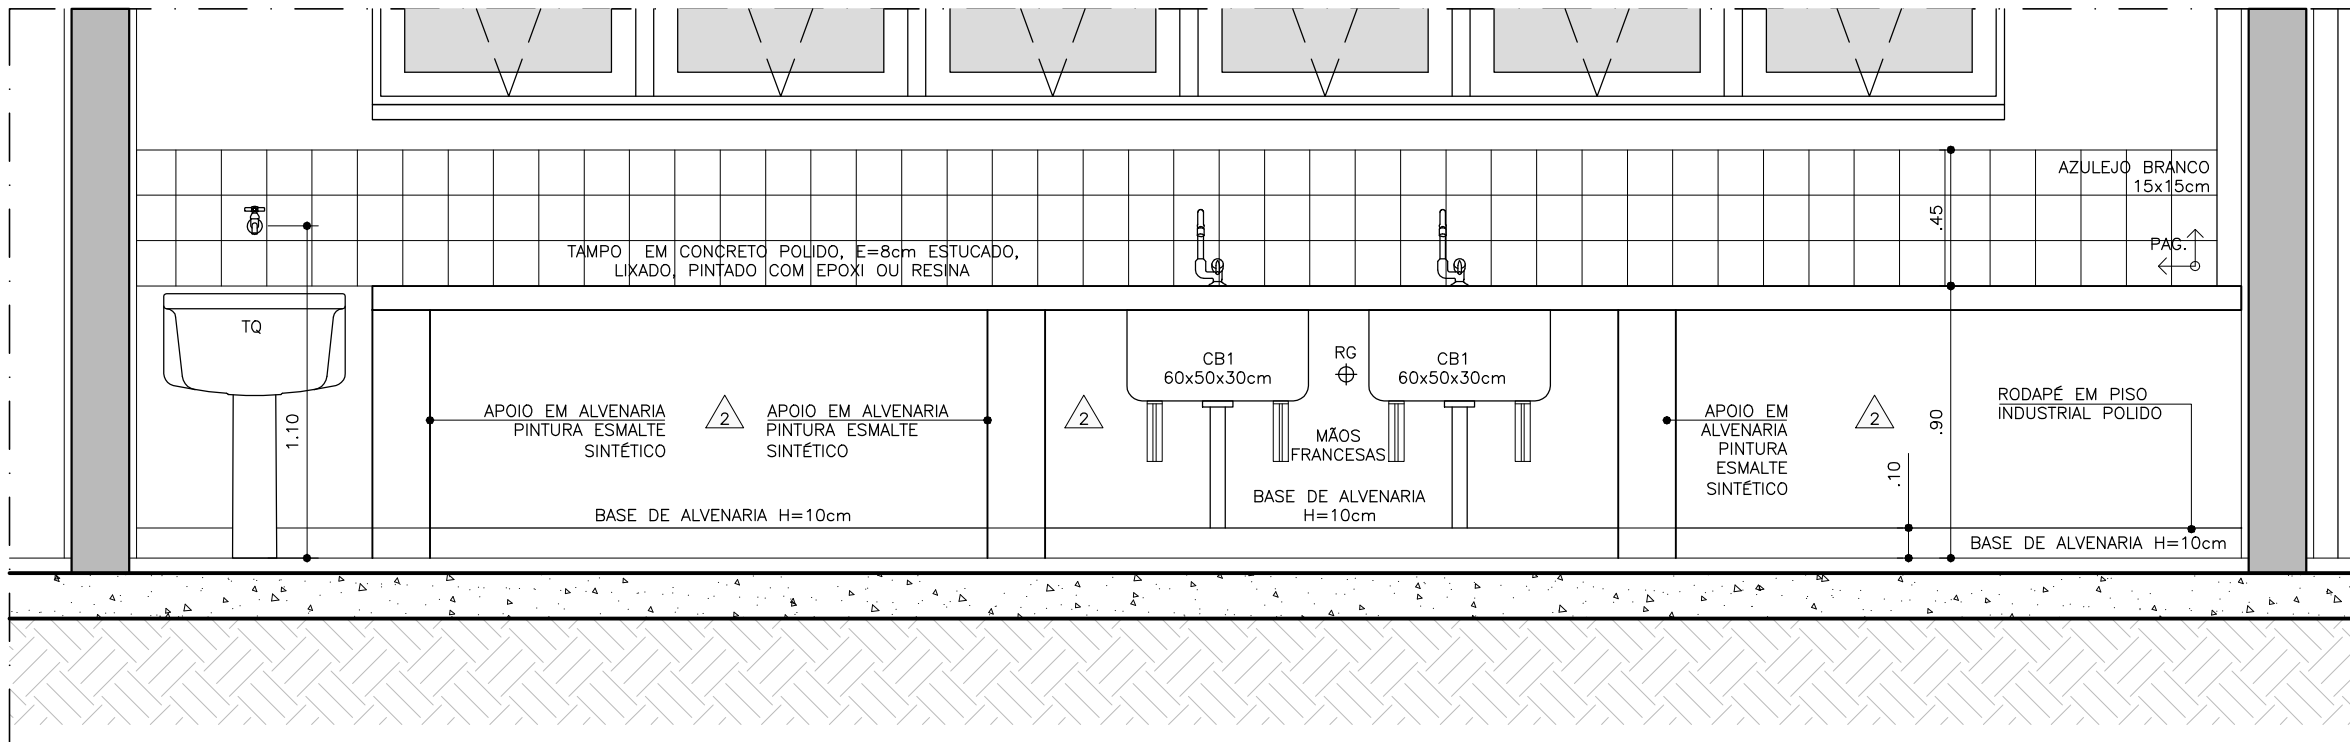 AZULEJO BRANCO
15x15cm
.45
PAG.
TAMPO EM CONCRETO POLIDO, E=8cm ESTUCADO,
LIXADO, PINTADO COM EPOXI OU RESINA
TQ
1.10
APOIO EM ALVENARIA
PINTURA ESMALTE
SINTÉTICO
2
APOIO EM ALVENARIA
PINTURA ESMALTE
SINTÉTICO
BASE DE ALVENARIA H=10cm
2
CB1
60x50x30cm
RG
CB1
60x50x30cm
MÃOS
FRANCESAS
BASE DE ALVENARIA
H=10cm
APOIO EM
ALVENARIA
PINTURA
ESMALTE
SINTÉTICO
2
.10
.90
RODAPÉ EM PISO
INDUSTRIAL POLIDO
BASE DE ALVENARIA H=10cm